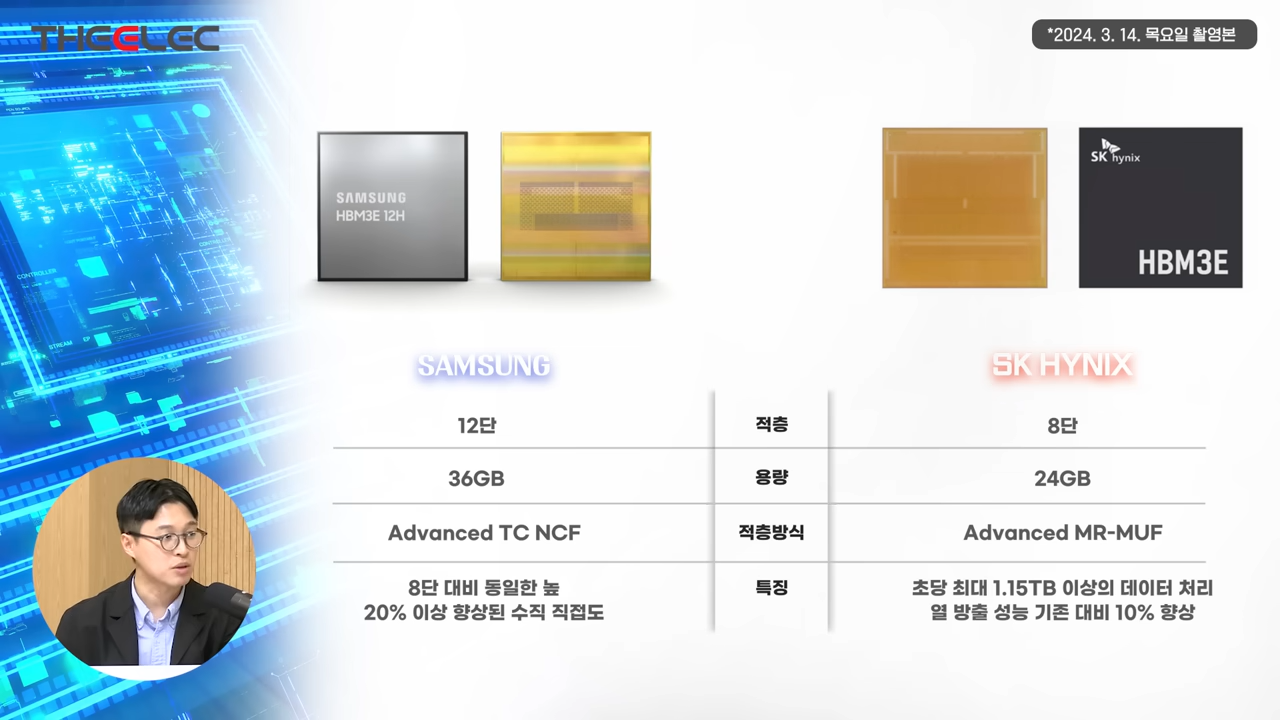 THEELEC
*2024. 3. 14. 목요일 촬영본
SAMSUNG
HBM3E 12H
SK hynix
HBM3E
CONTROLLER
STREAM
SAMSUNG
SK HYNIX
12단
적층
8단
36GB
용량
24GB
Advanced TC NCF
적층방식
Advanced MR-MUF
8단 대비 동일한 높
20% 이상 향상된 수직 직접도
특징
초당 최대 1.15TB 이상의 데이터 처리
열 방출 성능 기존 대비 10% 향상